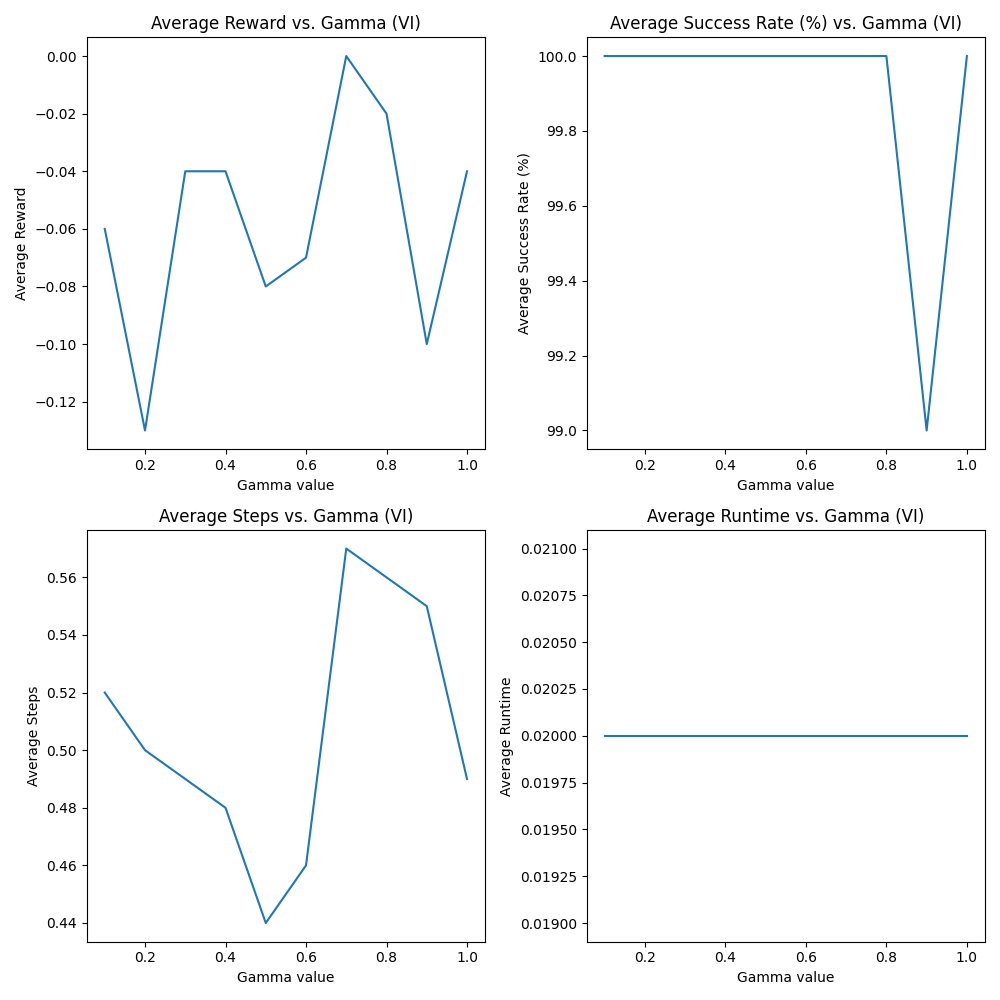 Average Reward vs. Gamma (VI)
0.00
−0.02
−0.04
−0.06
−0.08
−0.10
−0.12
Average Reward
0.2 0.4 0.6 0.8 1.0
Gamma value
Average Success Rate (%) vs. Gamma (VI)
100.0
99.8
99.6
99.4
99.2
99.0
Average Success Rate (%)
0.2 0.4 0.6 0.8 1.0
Gamma value
Average Steps vs. Gamma (VI)
0.56
0.54
0.52
0.50
0.48
0.46
0.44
Average Steps
0.2 0.4 0.6 0.8 1.0
Gamma value
Average Runtime vs. Gamma (VI)
0.02100
0.02075
0.02050
0.02025
0.02000
0.01975
0.01950
0.01925
0.01900
Average Runtime
0.2 0.4 0.6 0.8 1.0
Gamma value